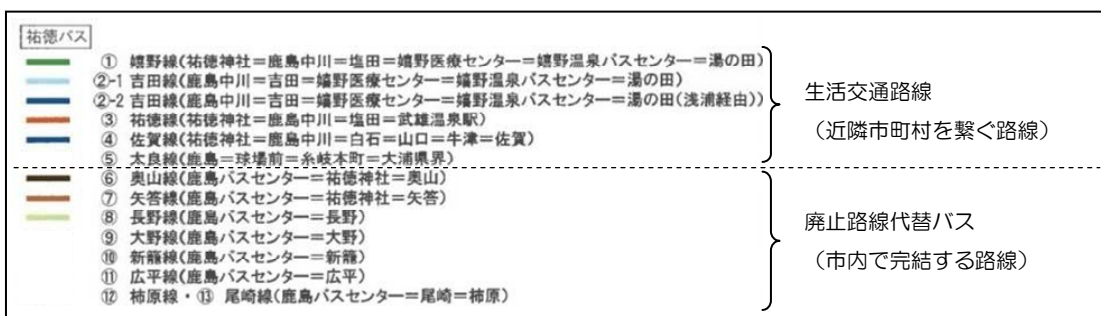 祐徳バス
① 嬉野線(祐徳神社＝鹿島中川＝塩田＝嬉野医療センター＝嬉野温泉バスセンター＝湯の田)
②-1 吉田線(鹿島中川＝吉田＝嬉野医療センター＝嬉野温泉バスセンター＝湯の田)
②-2 吉田線(鹿島中川＝吉田＝嬉野医療センター＝嬉野温泉バスセンター＝湯の田(浅浦経由))
③ 祐徳線(祐徳神社＝鹿島中川＝塩田＝武雄温泉駅)
④ 佐賀線(祐徳神社＝鹿島中川＝白石＝山口＝牛津＝佐賀)
⑤ 太良線(鹿島＝球場前＝糸岐本町＝大浦県界)
生活交通路線
（近隣市町村を繋ぐ路線）
⑥ 奥山線(鹿島バスセンター＝祐徳神社＝奥山)
⑦ 矢答線(鹿島バスセンター＝祐徳神社＝矢答)
⑧ 長野線(鹿島バスセンター＝長野)
⑨ 大野線(鹿島バスセンター＝大野)
⑩ 新籠線(鹿島バスセンター＝新籠)
⑪ 広平線(鹿島バスセンター＝広平)
⑫ 柿原線・⑬ 尾崎線(鹿島バスセンター＝尾崎＝柿原)
廃止路線代替バス
（市内で完結する路線）